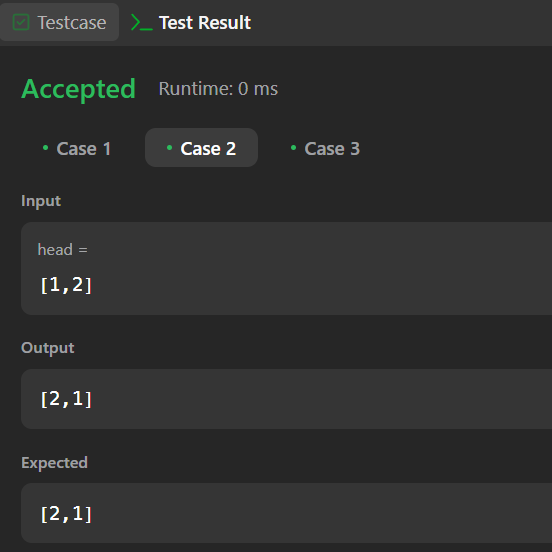 Testcase >_ Test Result
Accepted Runtime: 0 ms
• Case 1 • Case 2 • Case 3
Input
head =
[1,2]
Output
[2,1]
Expected
[2,1]